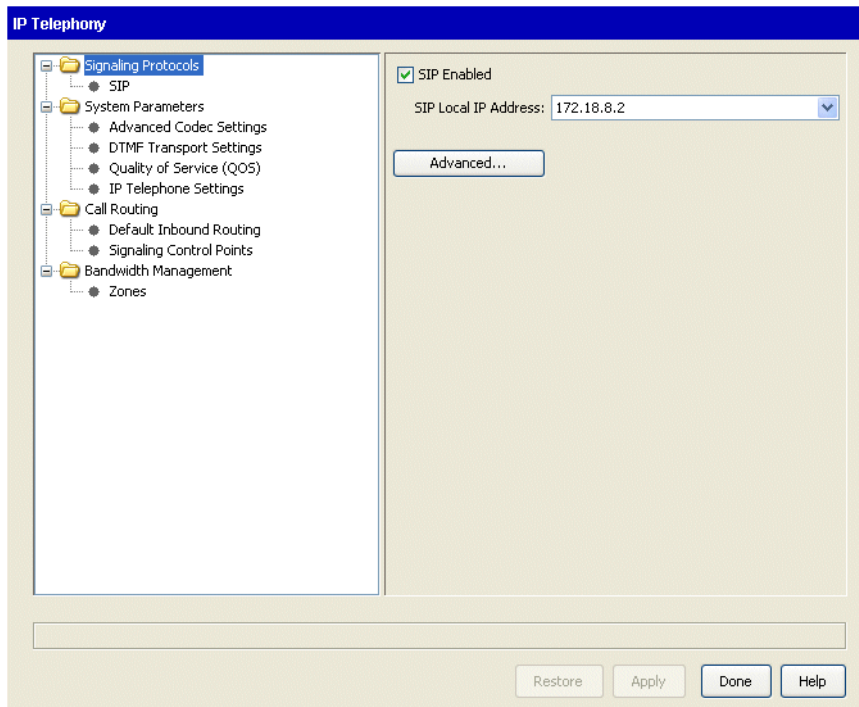 IP Telephony
Signaling Protocols
SIP
System Parameters
Advanced Codec Settings
DTMF Transport Settings
Quality of Service (QOS)
IP Telephone Settings
Call Routing
Default Inbound Routing
Signaling Control Points
Bandwidth Management
Zones
SIP Enabled
SIP Local IP Address: 172.18.8.2
Advanced...
Restore Apply Done Help